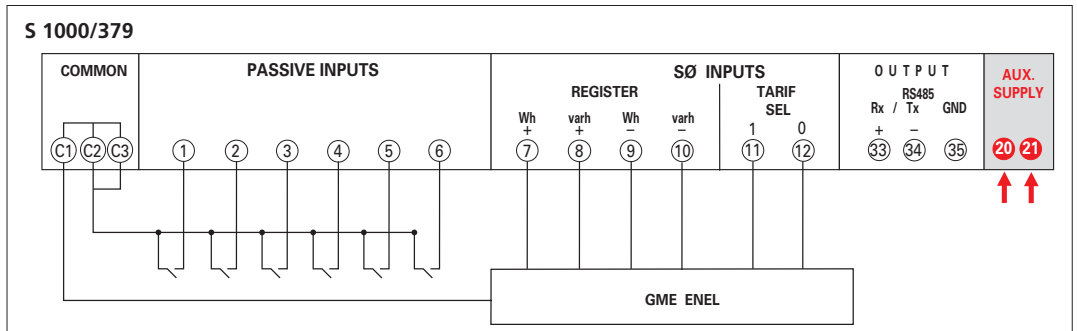 S 1000/379
COMMON
PASSIVE INPUTS
SØ INPUTS
REGISTER
TARIF
SEL
Wh varh Wh varh
+ + − − 1 0
OUTPUT
RS485
Rx / Tx GND
+ −
AUX.
SUPPLY
C1 C2 C3 1 2 3 4 5 6 7 8 9 10 11 12 33 34 35 20 21
GME ENEL